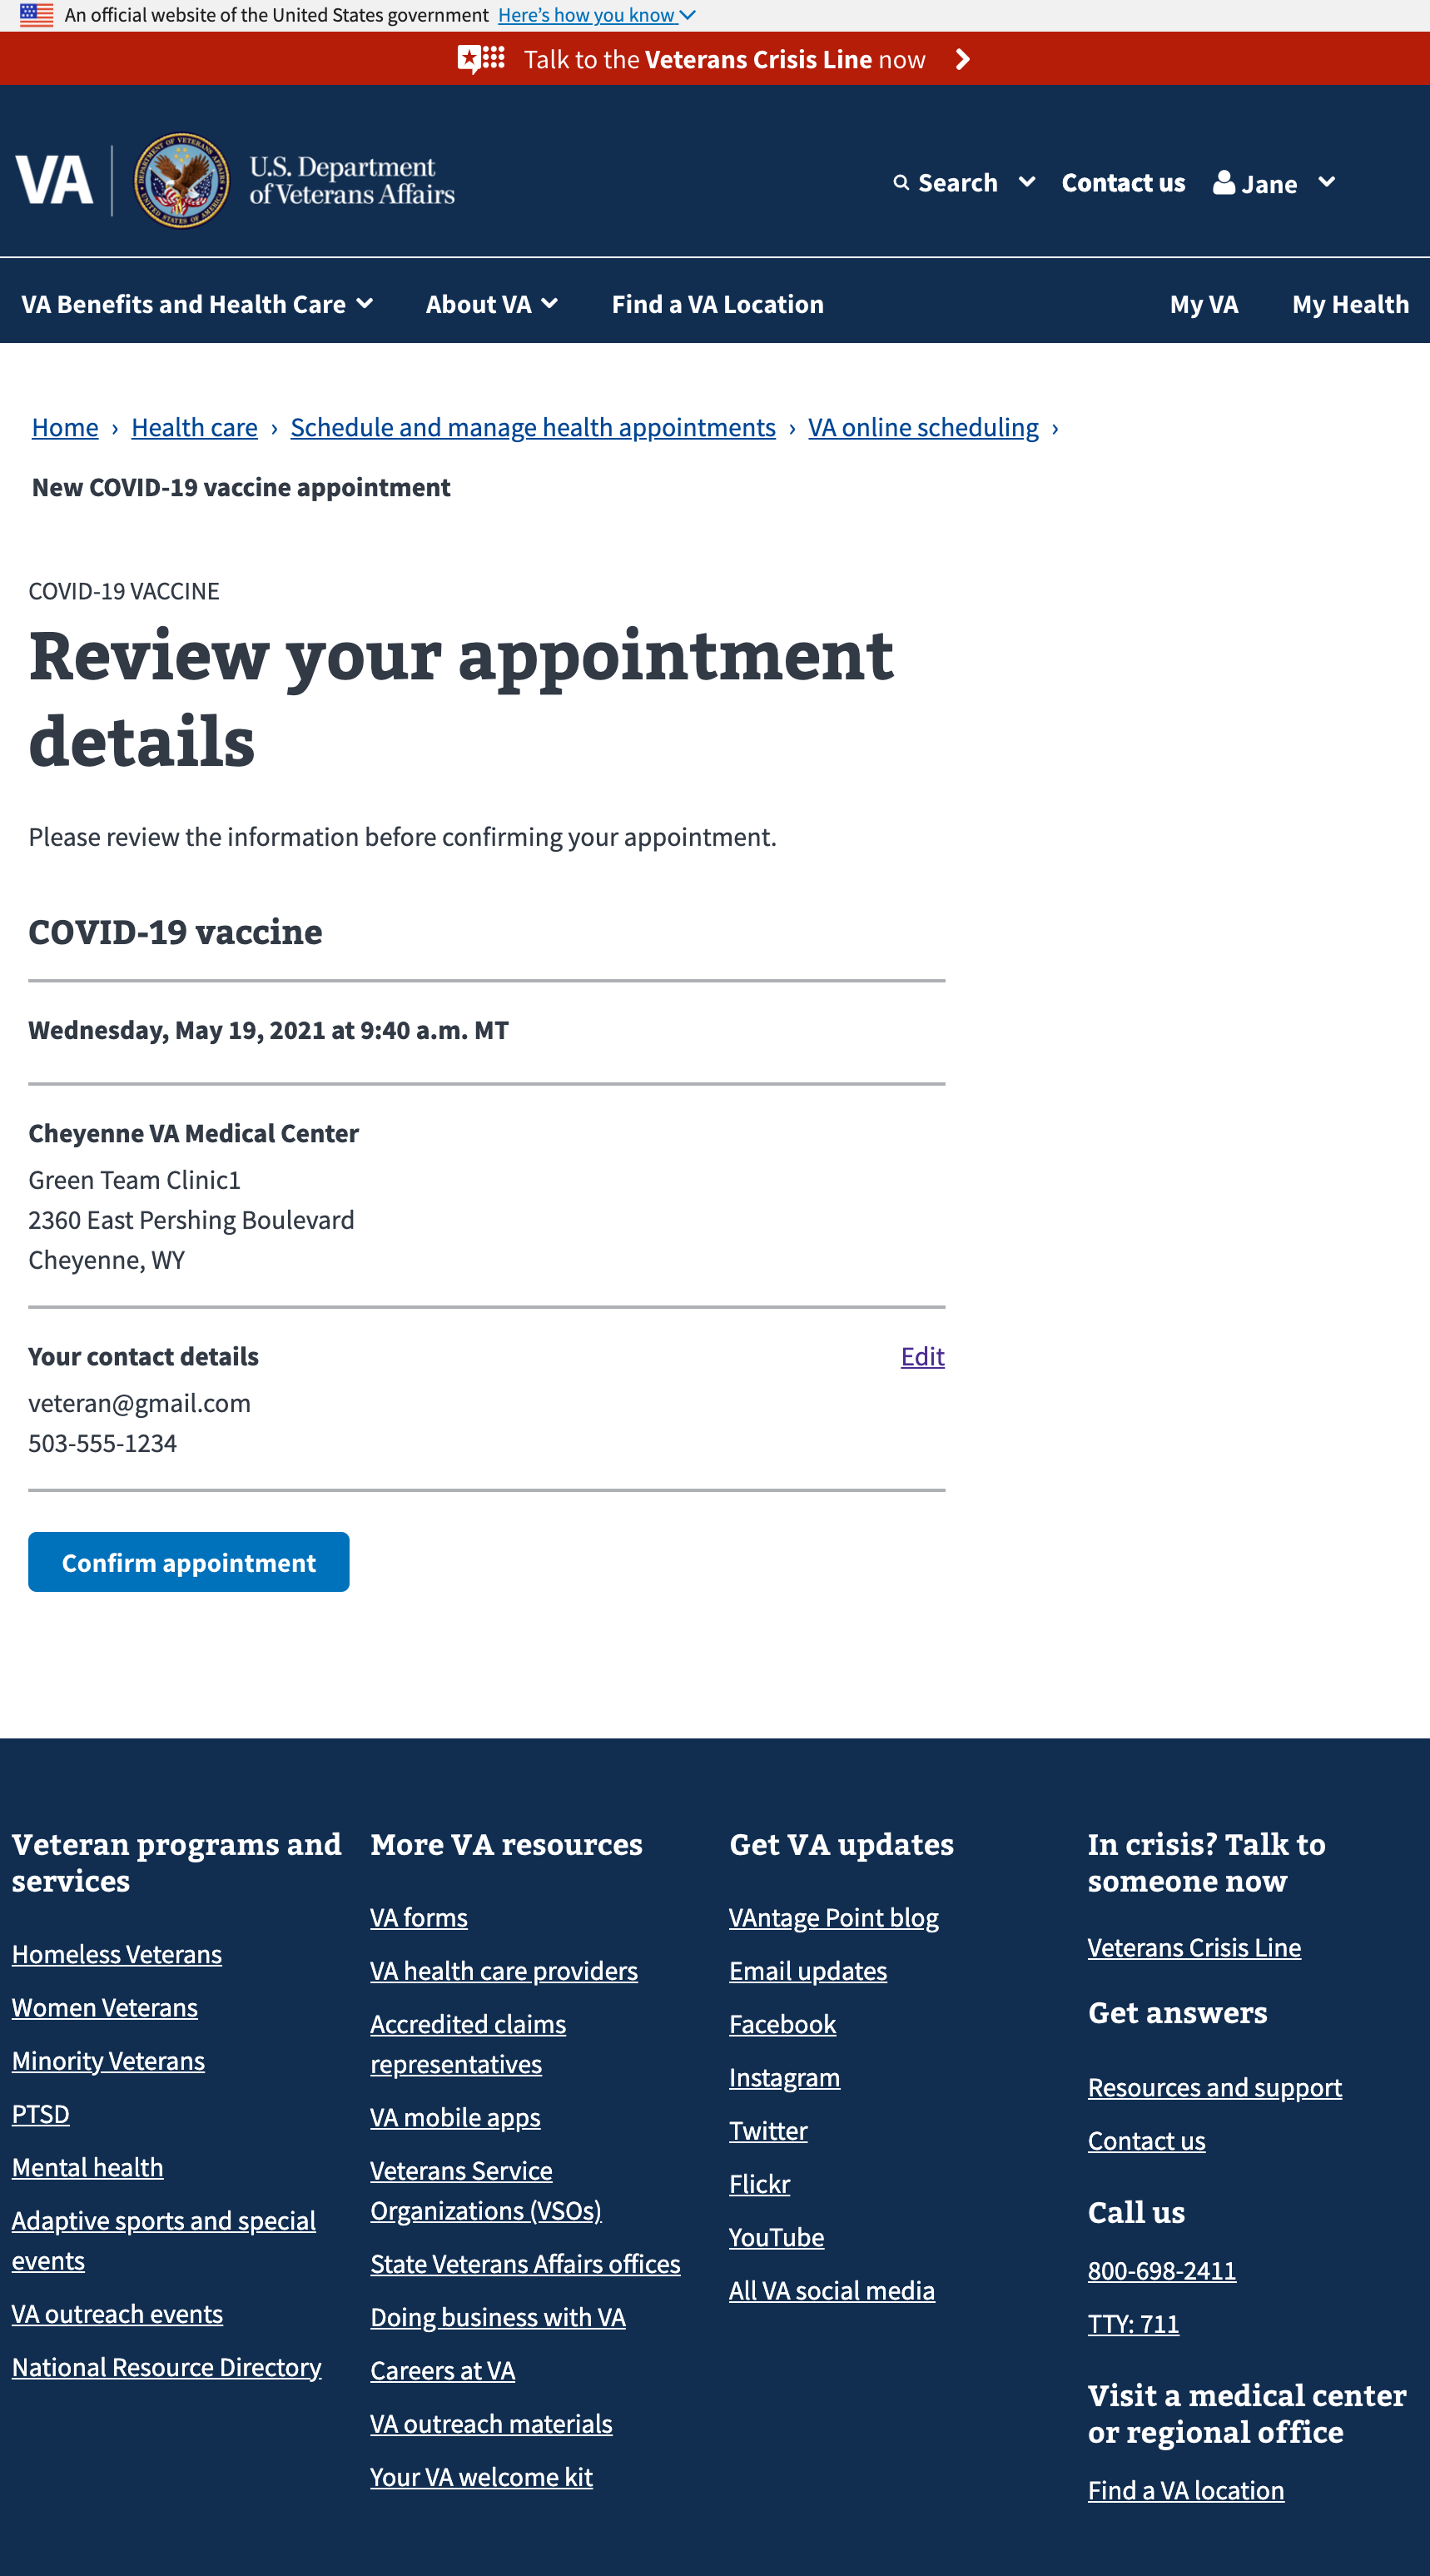 An official website of the United States government Here’s how you know
Talk to the Veterans Crisis Line now
VA
U.S. Department
of Veterans Affairs
Search
Contact us
Jane
VA Benefits and Health Care
About VA
Find a VA Location
My VA
My Health
Home › Health care › Schedule and manage health appointments › VA online scheduling ›
New COVID-19 vaccine appointment
COVID-19 VACCINE
Review your appointment
details
Please review the information before confirming your appointment.
COVID-19 vaccine
Wednesday, May 19, 2021 at 9:40 a.m. MT
Cheyenne VA Medical Center
Green Team Clinic1
2360 East Pershing Boulevard
Cheyenne, WY
Your contact details
Edit
veteran@gmail.com
503-555-1234
Confirm appointment
Veteran programs and
services
Homeless Veterans
Women Veterans
Minority Veterans
PTSD
Mental health
Adaptive sports and special
events
VA outreach events
National Resource Directory
More VA resources
VA forms
VA health care providers
Accredited claims
representatives
VA mobile apps
Veterans Service
Organizations (VSOs)
State Veterans Affairs offices
Doing business with VA
Careers at VA
VA outreach materials
Your VA welcome kit
Get VA updates
VAntage Point blog
Email updates
Facebook
Instagram
Twitter
Flickr
YouTube
All VA social media
In crisis? Talk to
someone now
Veterans Crisis Line
Get answers
Resources and support
Contact us
Call us
800-698-2411
TTY: 711
Visit a medical center
or regional office
Find a VA location